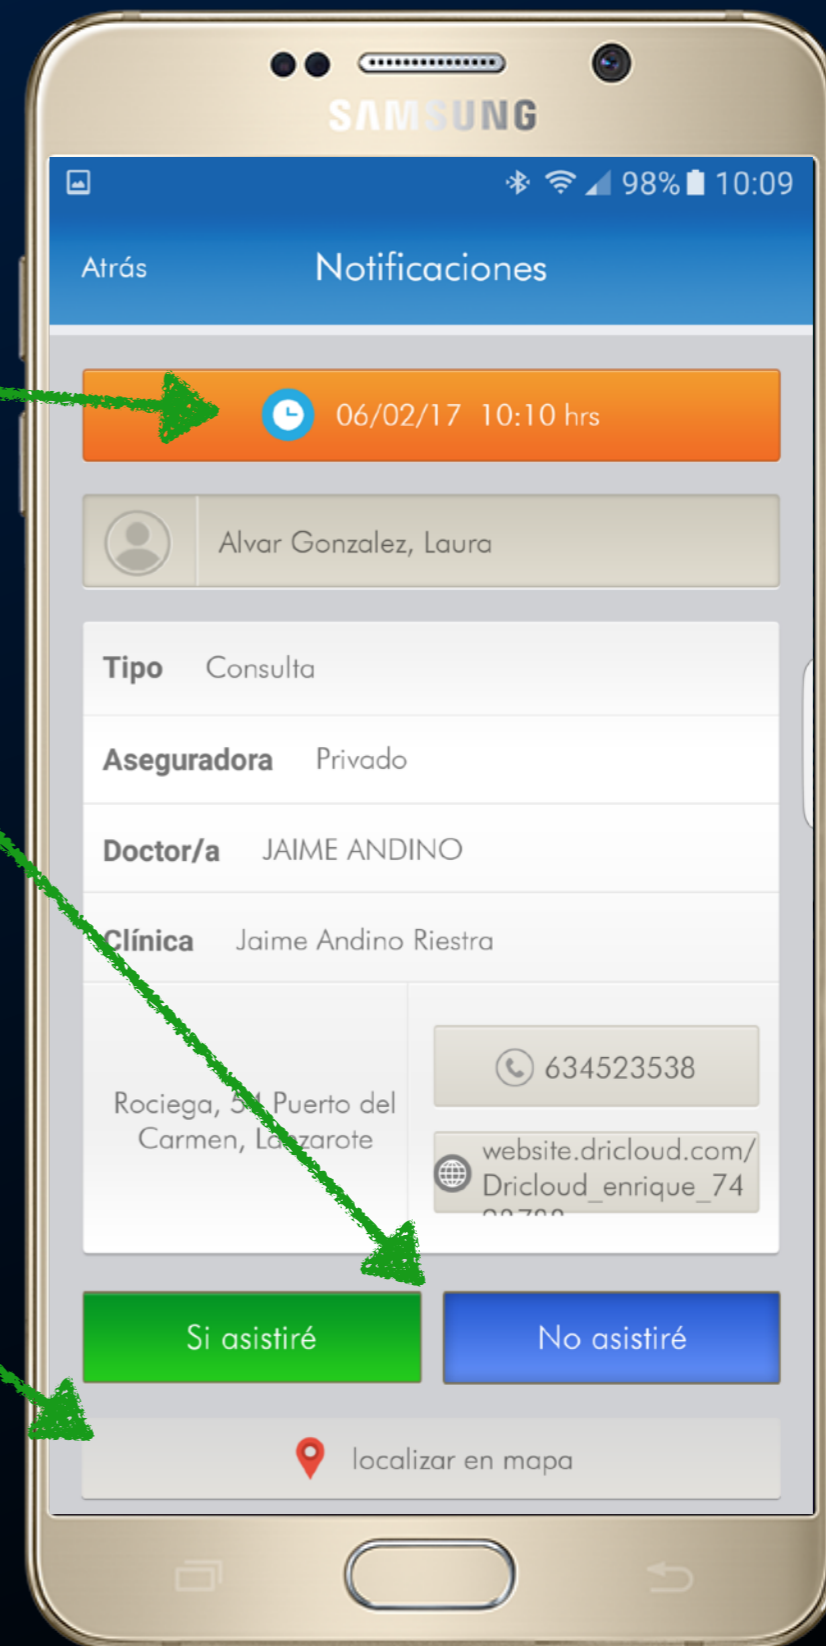 SAMSUNG
98% 10:09
Atrás
Notificaciones
06/02/17 10:10 hrs
Alvar Gonzalez, Laura
Tipo Consulta
Aseguradora Privado
Doctor/a JAIME ANDINO
Clínica Jaime Andino Riestra
Rociega, 54 Puerto del
Carmen, Lanzarote
634523538
website.dricloud.com/
Dricloud_enrique_74
Si asistiré
No asistiré
localizar en mapa